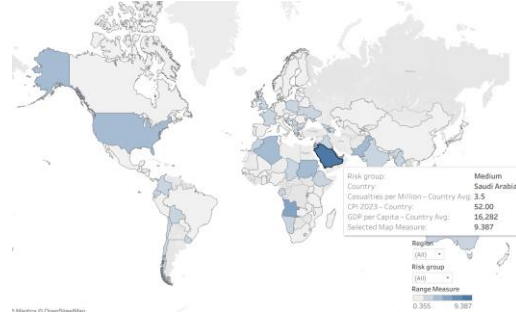 Risk group: Medium
Country: Saudi Arabia
Casualties per Million - Country Avg: 3.5
CPI 2023 - Country: 52.00
GDP per Capita - Country Avg: 16,282
Selected Map Measure: 9.387
Region
(All)
Risk group
(All)
Range Measure
0.355 9.387
© OpenStreetMap